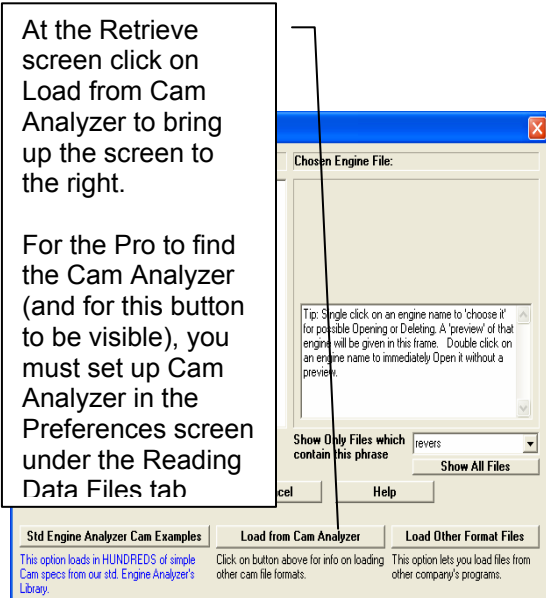 At the Retrieve
screen click on
Load from Cam
Analyzer to bring
up the screen to
the right.
For the Pro to find
the Cam Analyzer
(and for this button
to be visible), you
must set up Cam
Analyzer in the
Preferences screen
under the Reading
Data Files tab
Chosen Engine File:
Tip: Single click on an engine name to 'choose it'
for possible Opening or Deleting. A 'preview' of that
engine will be given in this frame. Double click on
an engine name to immediately Open it without a
preview.
Show Only Files which
contain this phrase
revers
Show All Files
Help
Std Engine Analyzer Cam Examples
Load from Cam Analyzer
Load Other Format Files
This option loads in HUNDREDS of simple
Cam specs from our std. Engine Analyzer's
Library.
Click on button above for info on loading
other cam file formats.
This option lets you load files from
other company's programs.